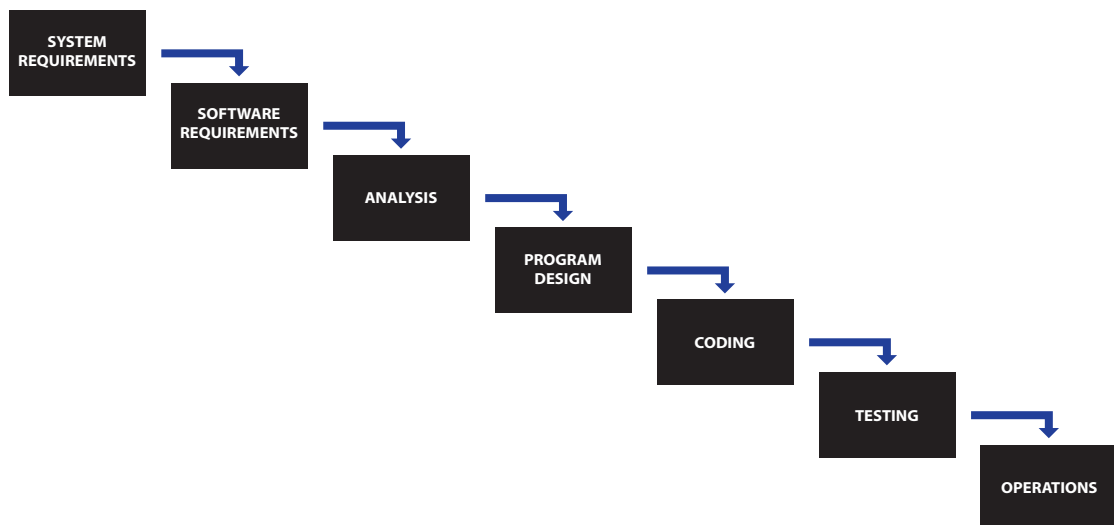 SYSTEM
REQUIREMENTS
SOFTWARE
REQUIREMENTS
ANALYSIS
PROGRAM
DESIGN
CODING
TESTING
OPERATIONS